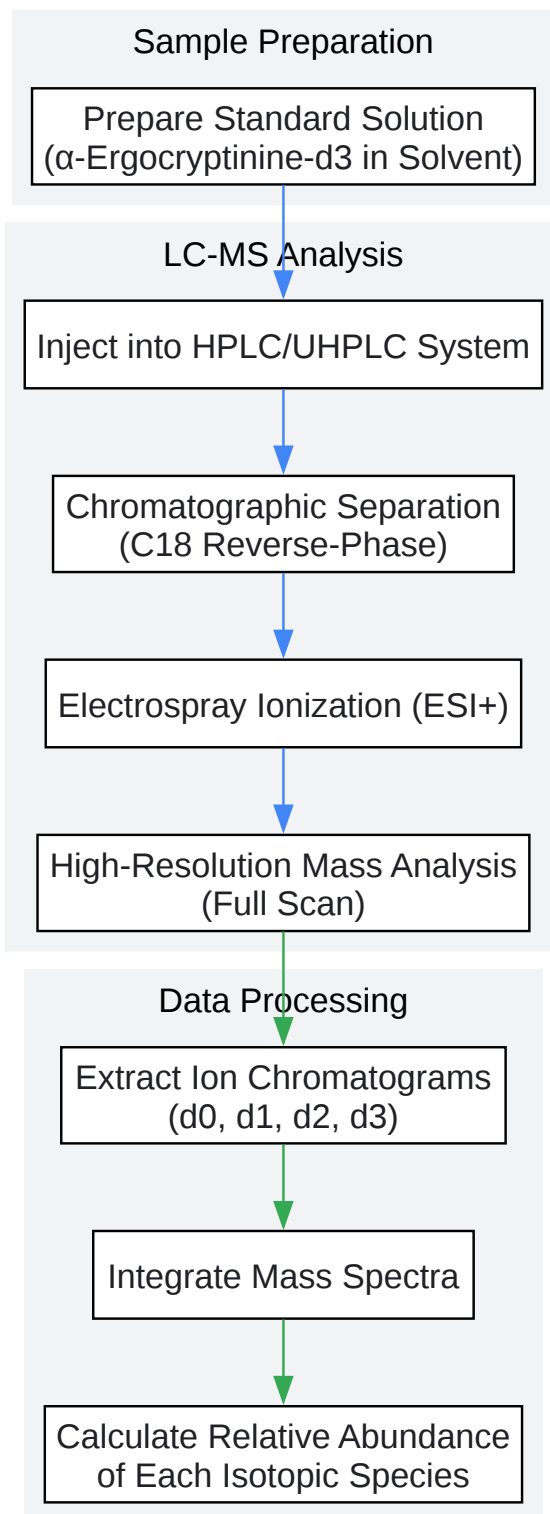 Sample Preparation
Prepare Standard Solution
(α-Ergocryptinine-d3 in Solvent)
LC-MS Analysis
Inject into HPLC/UHPLC System
Chromatographic Separation
(C18 Reverse-Phase)
Electrospray Ionization (ESI+)
High-Resolution Mass Analysis
(Full Scan)
Data Processing
Extract Ion Chromatograms
(d0, d1, d2, d3)
Integrate Mass Spectra
Calculate Relative Abundance
of Each Isotopic Species